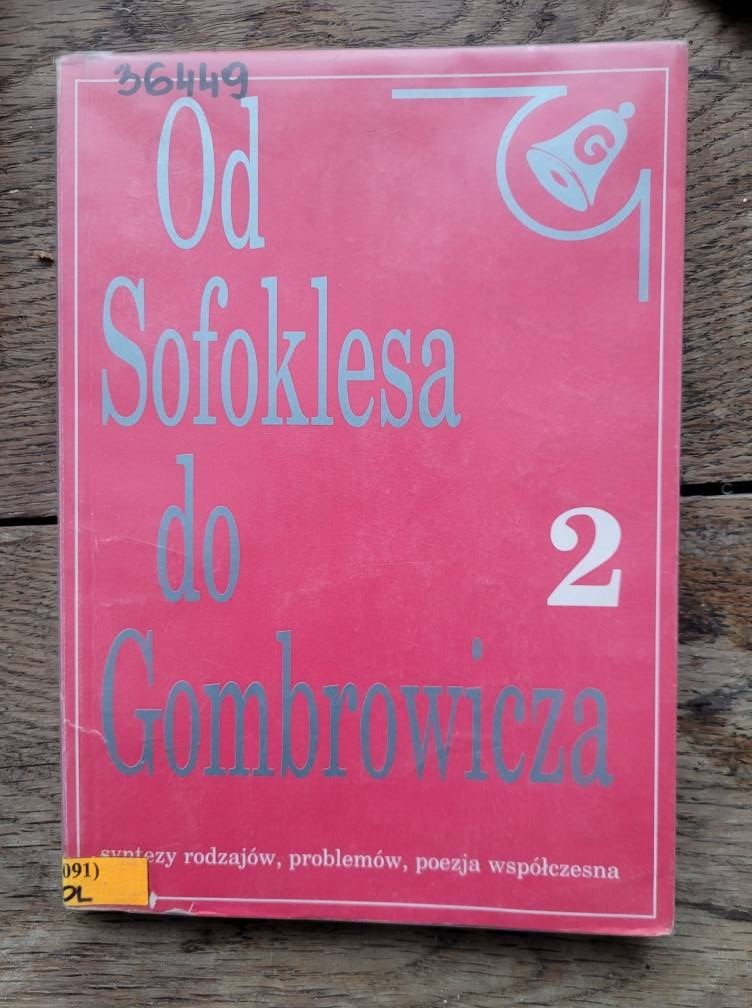 36449
G
Od
Sofoklesa
do
2
Gombrowicza
syntezy rodzajów, problemów, poezja współczesna
091)
OL